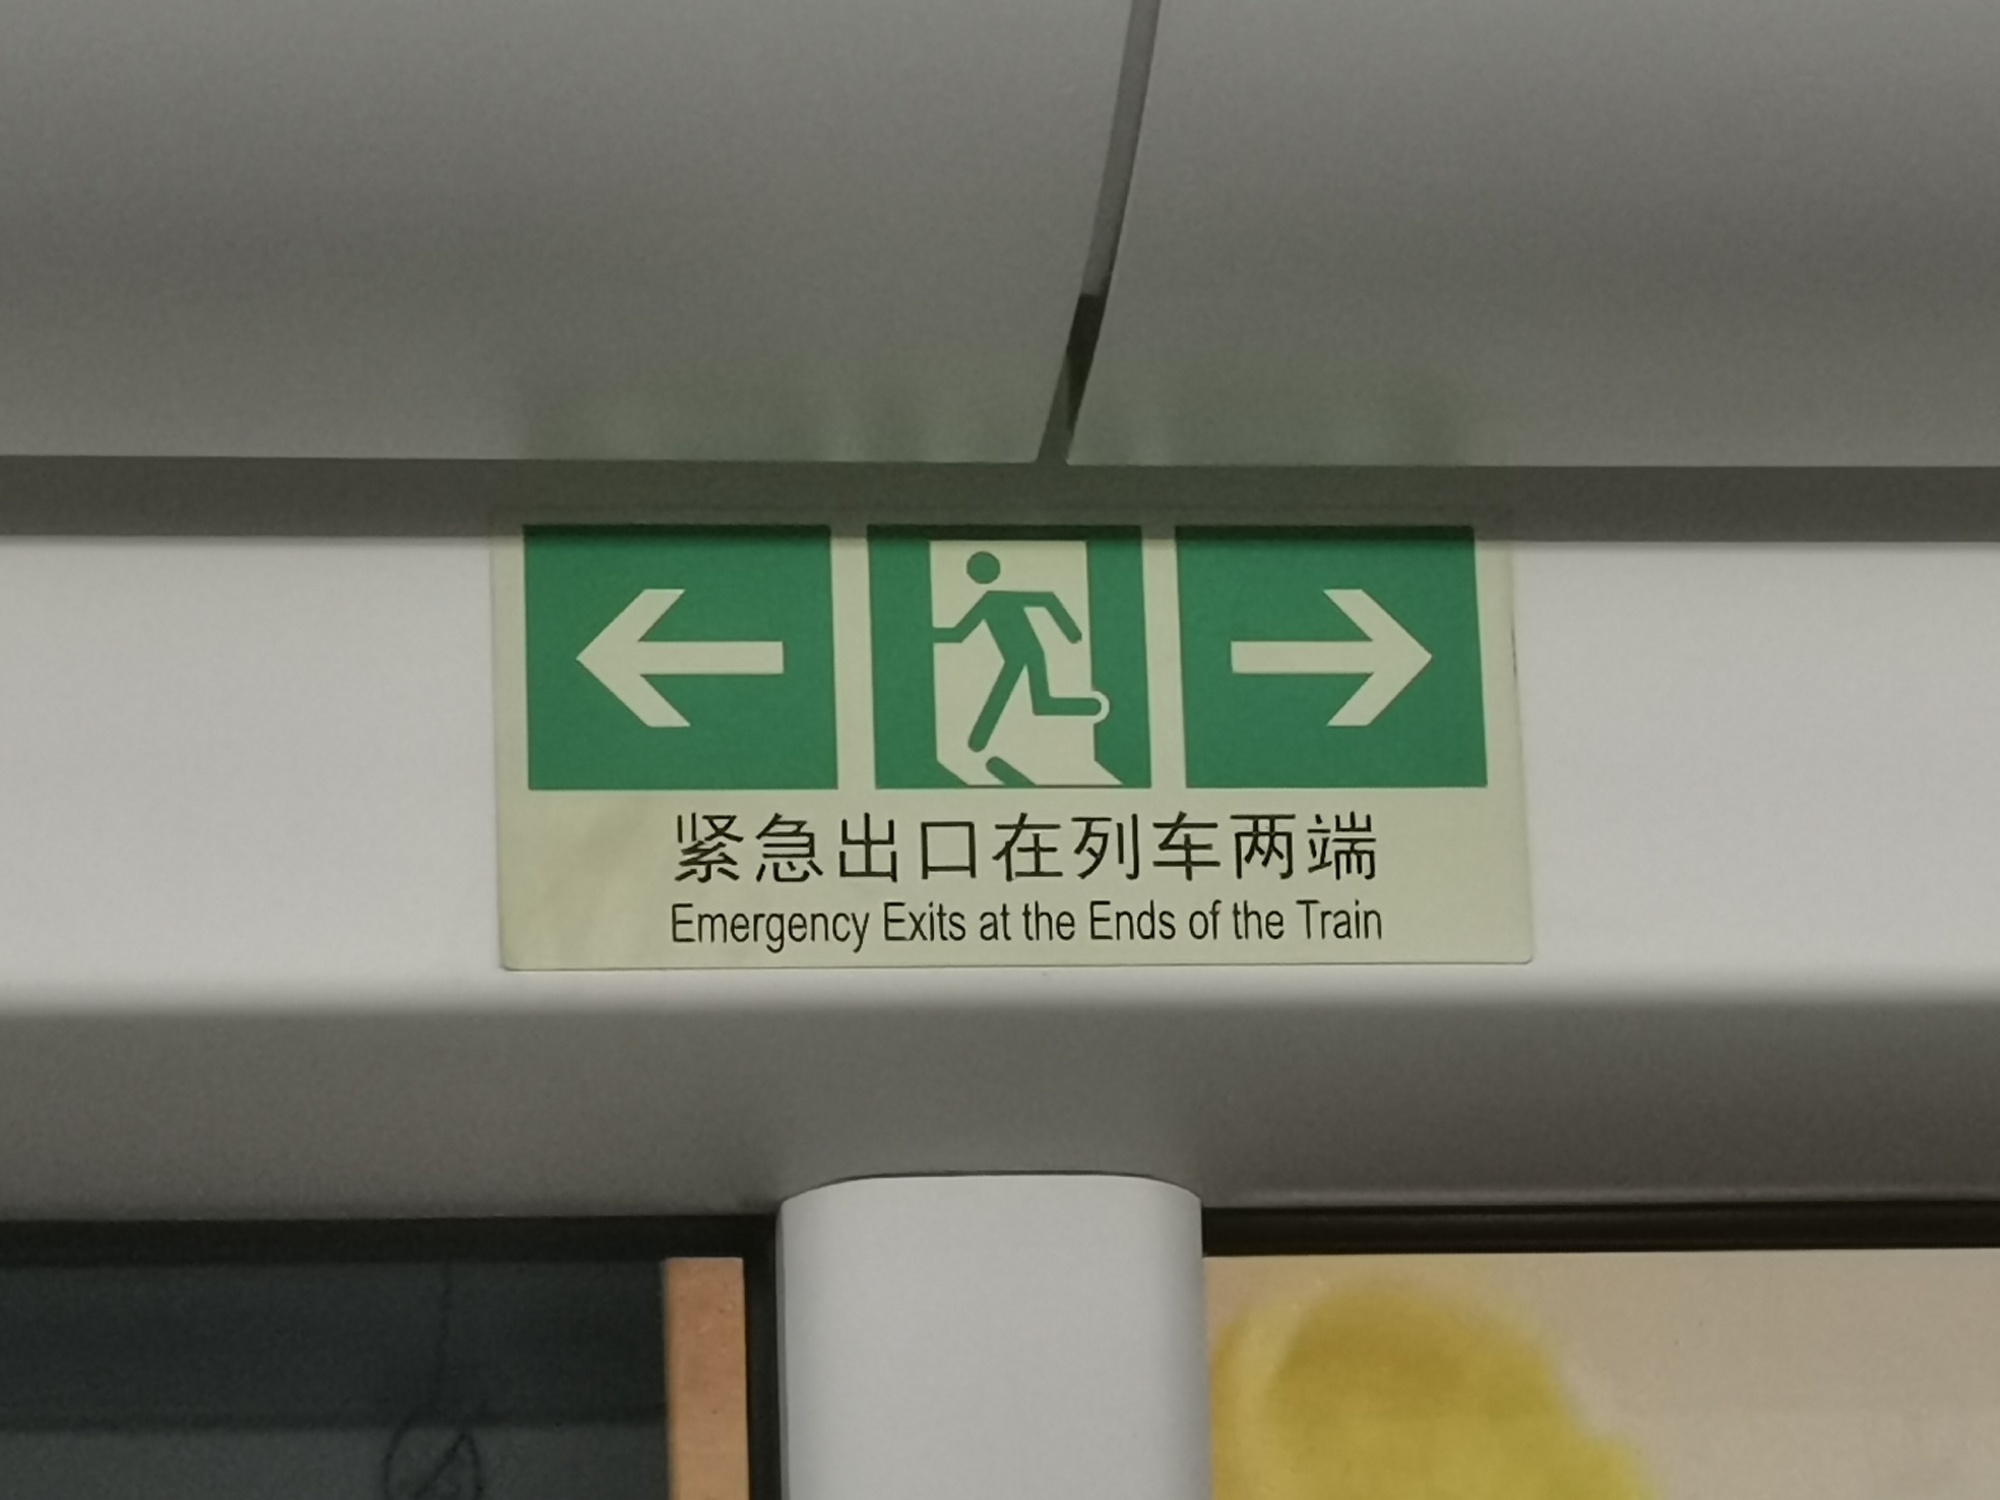 紧急出口在列车两端
Emergency Exits at the Ends of the Train